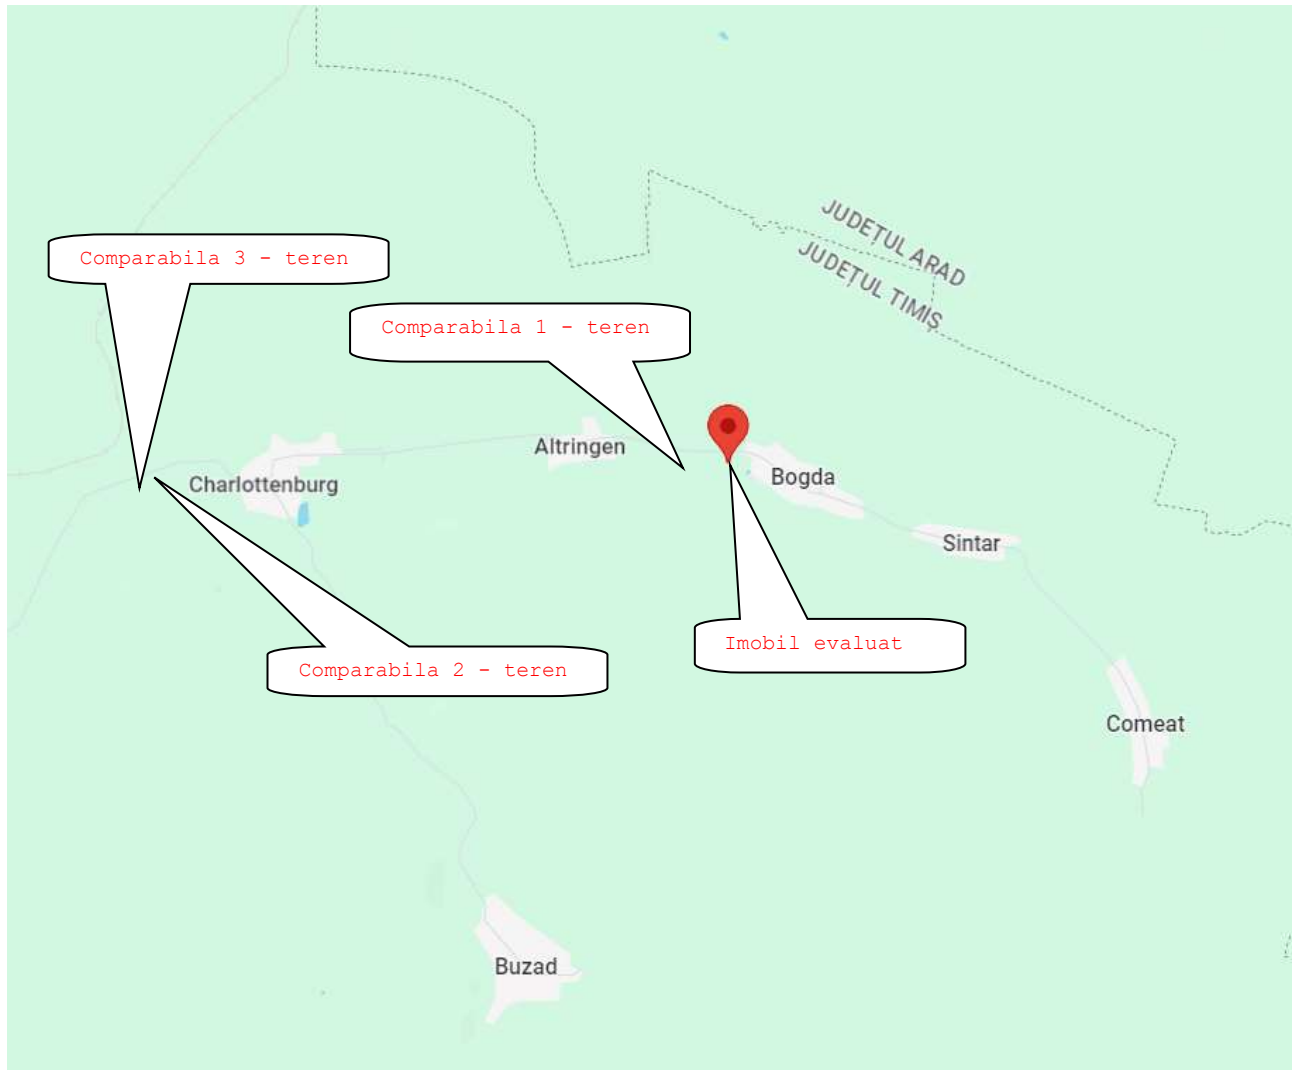 JUDEȚUL ARAD
JUDEȚUL TIMIȘ
Comparabila 3 - teren
Comparabila 1 - teren
Altringen
Charlottenburg
Bogda
Sintar
Imobil evaluat
Comparabila 2 - teren
Comeat
Buzad